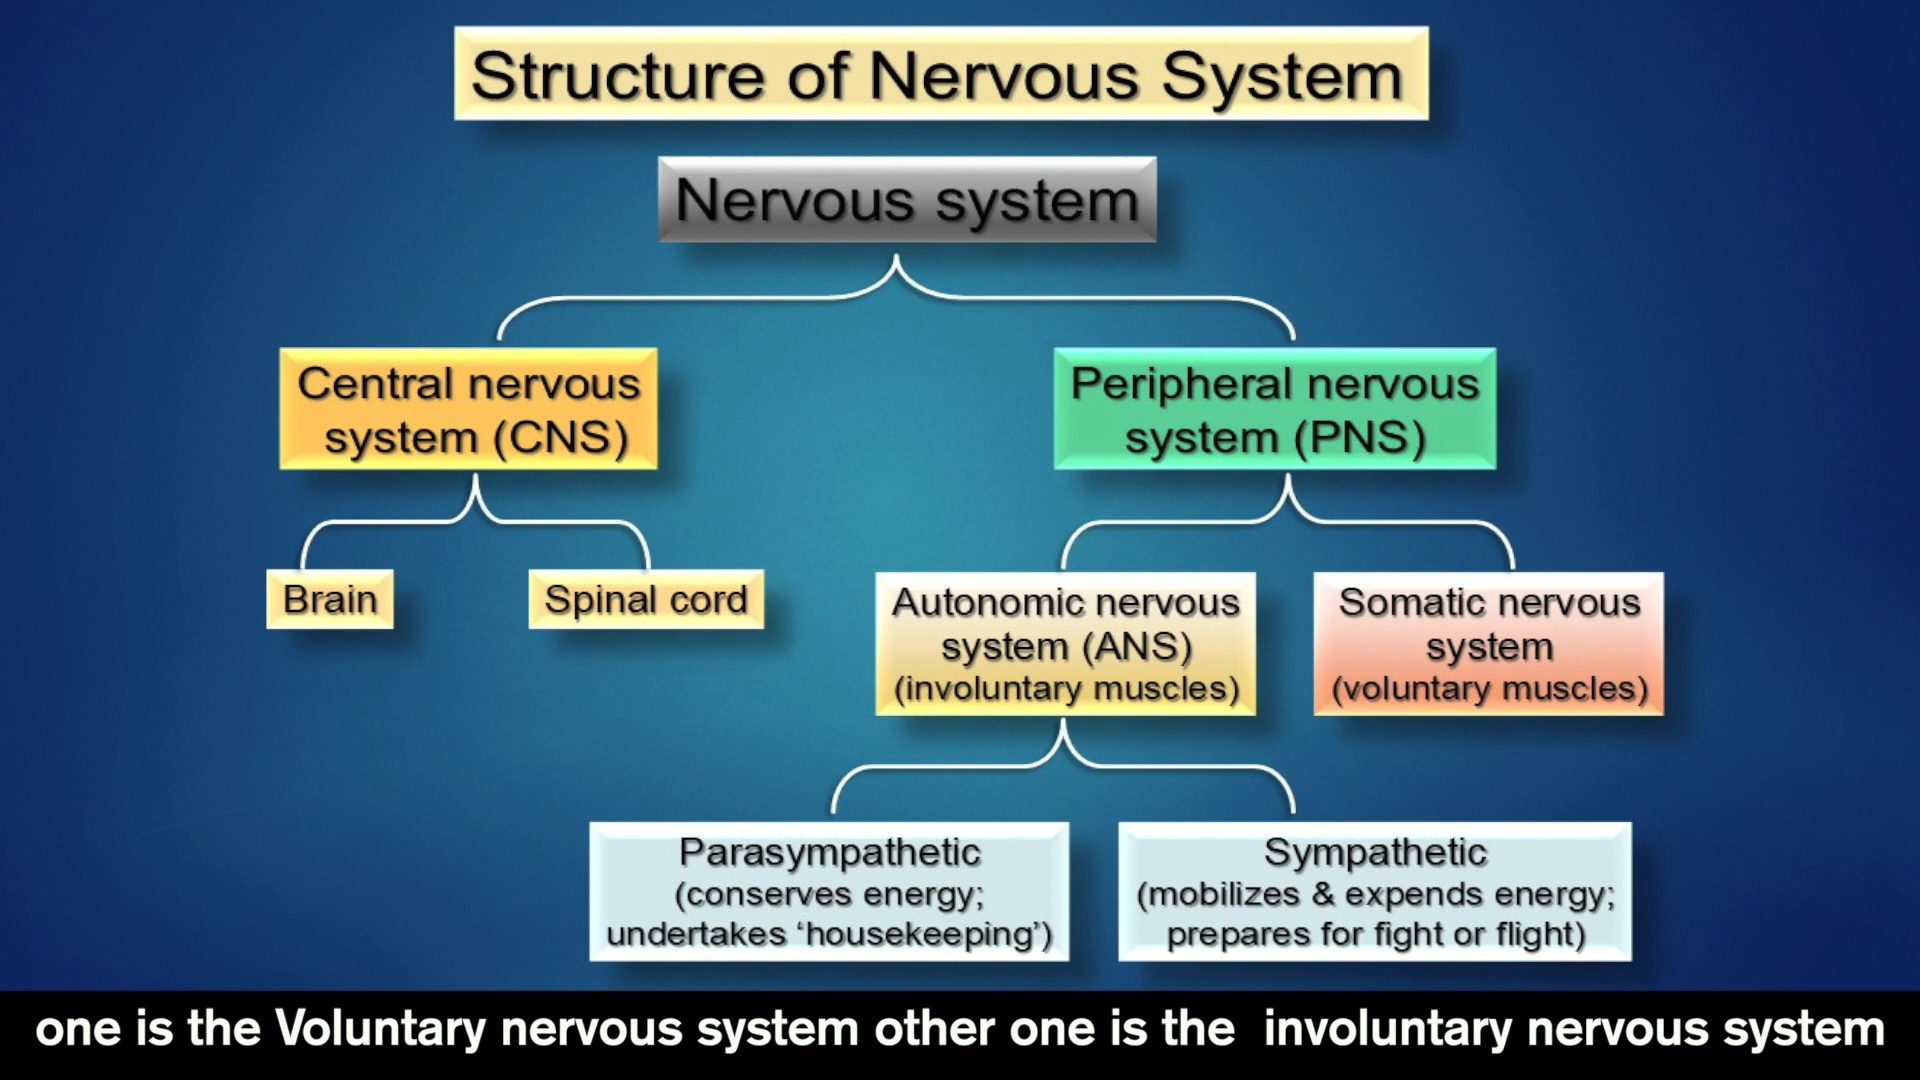 Structure of Nervous System
Nervous system
Central nervous
system (CNS)
Peripheral nervous
system (PNS)
Brain
Spinal cord
Autonomic nervous
system (ANS)
(involuntary muscles)
Somatic nervous
system
(voluntary muscles)
Parasympathetic
(conserves energy;
undertakes ‘housekeeping’)
Sympathetic
(mobilizes & expends energy;
prepares for fight or flight)
one is the Voluntary nervous system other one is the involuntary nervous system